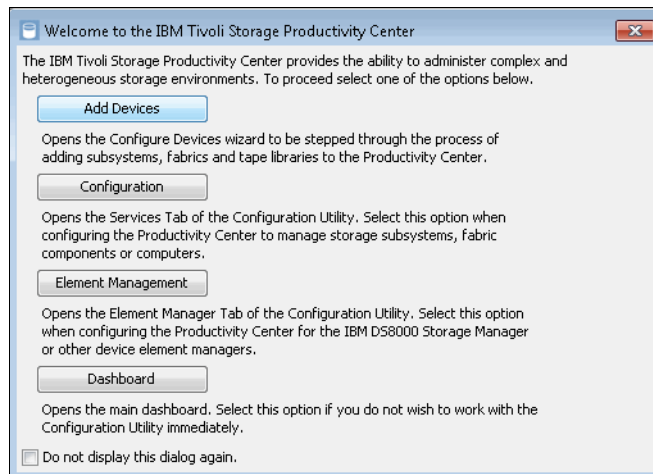 Welcome to the IBM Tivoli Storage Productivity Center
The IBM Tivoli Storage Productivity Center provides the ability to administer complex and
heterogeneous storage environments. To proceed select one of the options below.
Add Devices
Opens the Configure Devices wizard to be stepped through the process of
adding subsystems, fabrics and tape libraries to the Productivity Center.
Configuration
Opens the Services Tab of the Configuration Utility. Select this option when
configuring the Productivity Center to manage storage subsystems, fabric
components or computers.
Element Management
Opens the Element Manager Tab of the Configuration Utility. Select this option
when configuring the Productivity Center for the IBM DS8000 Storage Manager
or other device element managers.
Dashboard
Opens the main dashboard. Select this option if you do not wish to work with the
Configuration Utility immediately.
Do not display this dialog again.